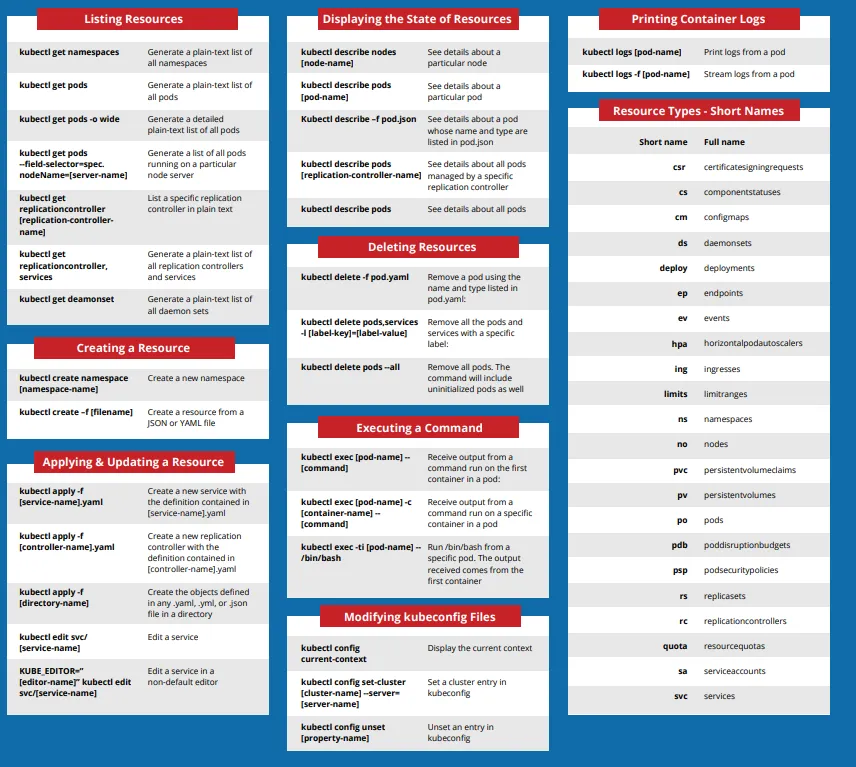 Listing Resources
kubectl get namespaces
Generate a plain-text list of
all namespaces
kubectl get pods
Generate a plain-text list of
all pods
kubectl get pods -o wide
Generate a detailed
plain-text list of all pods
kubectl get pods
--field-selector=spec.
nodeName=[server-name]
Generate a list of all pods
running on a particular
node server
kubectl get
replicationcontroller
[replication-controller-
name]
List a specific replication
controller in plain text
kubectl get
replicationcontroller,
services
Generate a plain-text list of
all replication controllers
and services
kubectl get deamonset
Generate a plain-text list of
all daemon sets
Creating a Resource
kubectl create namespace
[namespace-name]
Create a new namespace
kubectl create –f [filename]
Create a resource from a
JSON or YAML file
Applying & Updating a Resource
kubectl apply -f
[service-name].yaml
Create a new service with
the definition contained in
[service-name].yaml
kubectl apply -f
[controller-name].yaml
Create a new replication
controller with the
definition contained in
[controller-name].yaml
kubectl apply -f
[directory-name]
Create the objects defined
in any .yaml, .yml, or .json
file in a directory
kubectl edit svc/
[service-name]
Edit a service
KUBE_EDITOR=”
[editor-name]” kubectl edit
svc/[service-name]
Edit a service in a
non-default editor
Displaying the State of Resources
kubectl describe nodes
[node-name]
See details about a
particular node
kubectl describe pods
[pod-name]
See details about a
particular pod
Kubectl describe –f pod.json
See details about a pod
whose name and type are
listed in pod.json
kubectl describe pods
[replication-controller-name]
See details about all pods
managed by a specific
replication controller
kubectl describe pods
See details about all pods
Deleting Resources
kubectl delete -f pod.yaml
Remove a pod using the
name and type listed in
pod.yaml:
kubectl delete pods,services
-l [label-key]=[label-value]
Remove all the pods and
services with a specific
label:
kubectl delete pods --all
Remove all pods. The
command will include
uninitialized pods as well
Executing a Command
kubectl exec [pod-name] --
[command]
Receive output from a
command run on the first
container in a pod:
kubectl exec [pod-name] -c
[container-name] --
[command]
Receive output from a
command run on a specific
container in a pod
kubectl exec -ti [pod-name] --
/bin/bash
Run /bin/bash from a
specific pod. The output
received comes from the
first container
Modifying kubeconfig Files
kubectl config
current-context
Display the current context
kubectl config set-cluster
[cluster-name] --server=
[server-name]
Set a cluster entry in
kubeconfig
kubectl config unset
[property-name]
Unset an entry in
kubeconfig
Printing Container Logs
kubectl logs [pod-name]
Print logs from a pod
kubectl logs -f [pod-name]
Stream logs from a pod
Resource Types - Short Names
Short name Full name
csr certificatesigningrequests
cs componentstatuses
cm configmaps
ds daemonsets
deploy deployments
ep endpoints
ev events
hpa horizontalpodautoscalers
ing ingresses
limits limitranges
ns namespaces
no nodes
pvc persistentvolumeclaims
pv persistentvolumes
po pods
pdb poddisruptionbudgets
psp podsecuritypolicies
rs replicasets
rc replicationcontrollers
quota resourcequotas
sa serviceaccounts
svc services